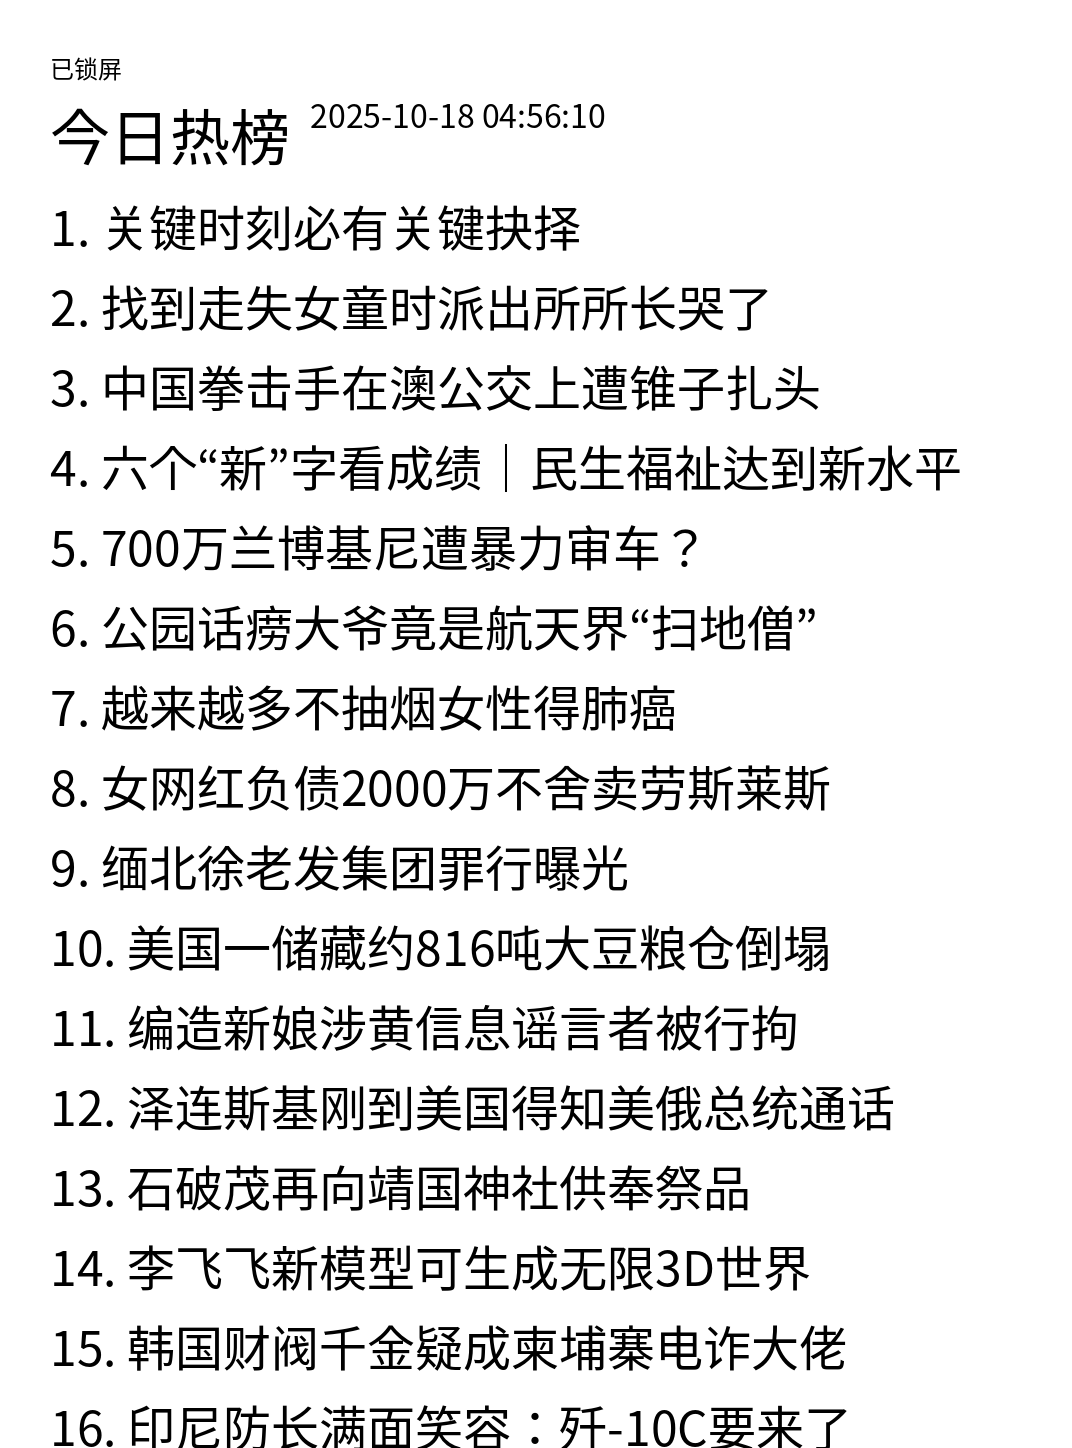 已锁屏
今日热榜 2025-10-18 04:56:10
1. 关键时刻必有关键抉择
2. 找到走失女童时派出所所长哭了
3. 中国拳击手在澳公交上遭锥子扎头
4. 六个“新”字看成绩｜民生福祉达到新水平
5. 700万兰博基尼遭暴力审车？
6. 公园话痨大爷竟是航天界“扫地僧”
7. 越来越多不抽烟女性得肺癌
8. 女网红负债2000万不舍卖劳斯莱斯
9. 缅北徐老发集团罪行曝光
10. 美国一储藏约816吨大豆粮仓倒塌
11. 编造新娘涉黄信息谣言者被行拘
12. 泽连斯基刚到美国得知美俄总统通话
13. 石破茂再向靖国神社供奉祭品
14. 李飞飞新模型可生成无限3D世界
15. 韩国财阀千金疑成柬埔寨电诈大佬
16. 印尼防长满面笑容：歼-10C要来了